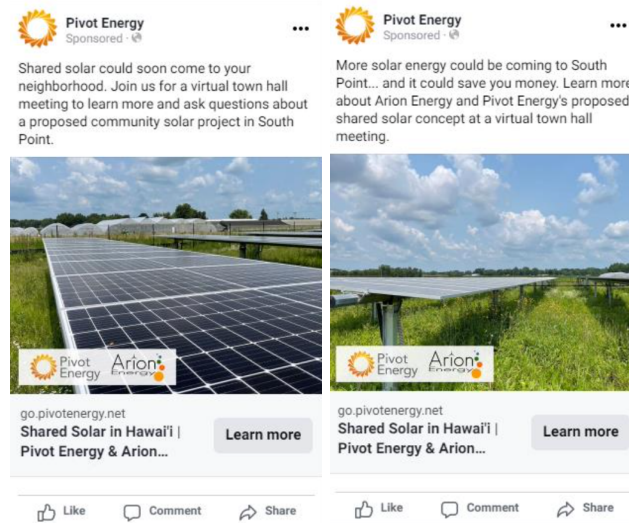 Pivot Energy
Sponsored ·
Shared solar could soon come to your
neighborhood. Join us for a virtual town hall
meeting to learn more and ask questions about
a proposed community solar project in South
Point.
Pivot
Energy
Arion
Energy
go.pivotenergy.net
Shared Solar in Hawai'i |
Pivot Energy & Arion...
Learn more
Like
Comment
Share
Pivot Energy
Sponsored ·
More solar energy could be coming to South
Point... and it could save you money. Learn more
about Arion Energy and Pivot Energy's proposed
shared solar concept at a virtual town hall
meeting.
Pivot
Energy
Arion
Energy
go.pivotenergy.net
Shared Solar in Hawai'i |
Pivot Energy & Arion...
Learn more
Like
Comment
Share